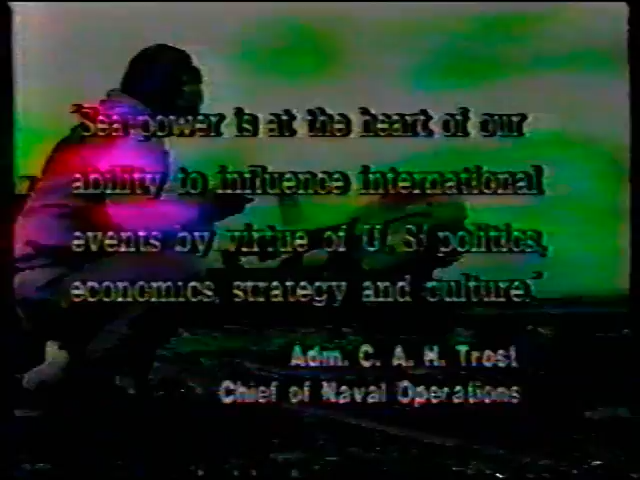 "Sea power is at the heart of our
ability to influence international
events by virtue of U. S. politics,
economics, strategy and culture."
Adm. C. A. H. Trost
Chief of Naval Operations